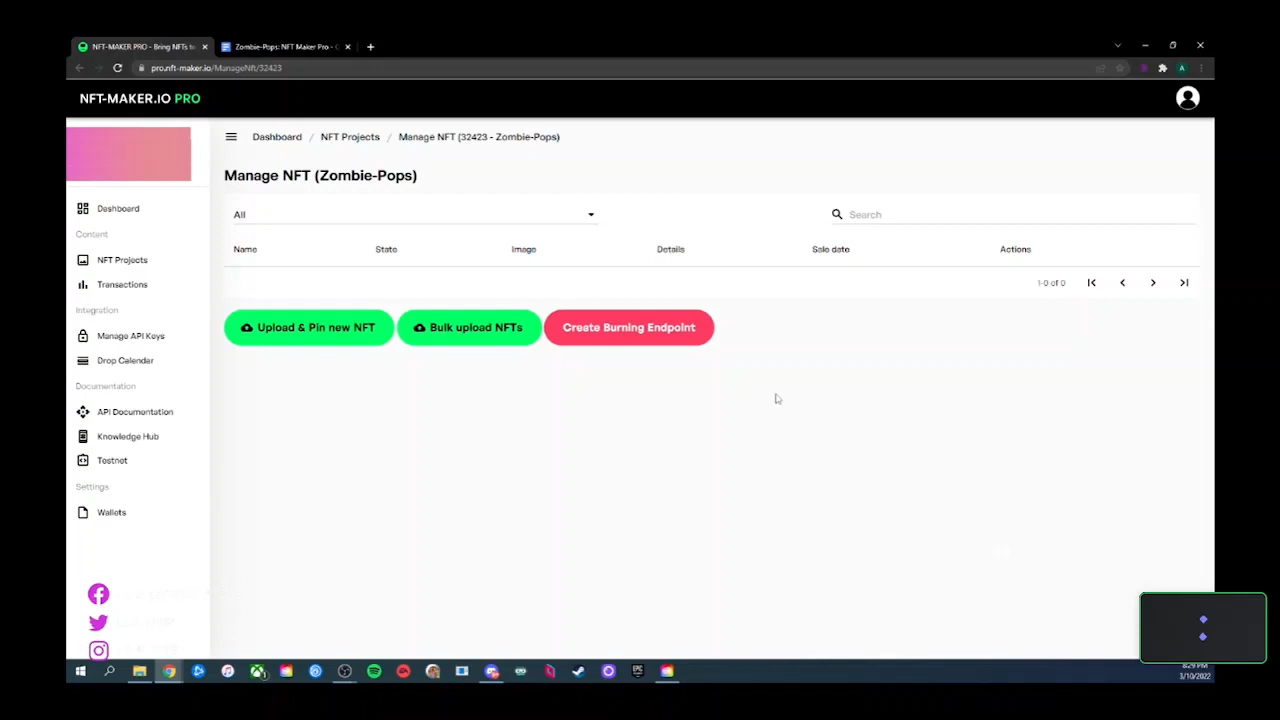 NFT-MAKER PRO - Bring NFTs to
Zombie-Pops: NFT Maker Pro -
pro.nft-maker.io/ManageNft/32423
NFT-MAKER.IO PRO
Dashboard / NFT Projects / Manage NFT (32423 - Zombie-Pops)
Manage NFT (Zombie-Pops)
All
Search
Name State Image Details Sale date Actions
1-0 of 0
Upload & Pin new NFT
Bulk upload NFTs
Create Burning Endpoint
Dashboard
Content
NFT Projects
Transactions
Integration
Manage API Keys
Drop Calendar
Documentation
API Documentation
Knowledge Hub
Testnet
Settings
Wallets
8:29 PM
3/10/2022